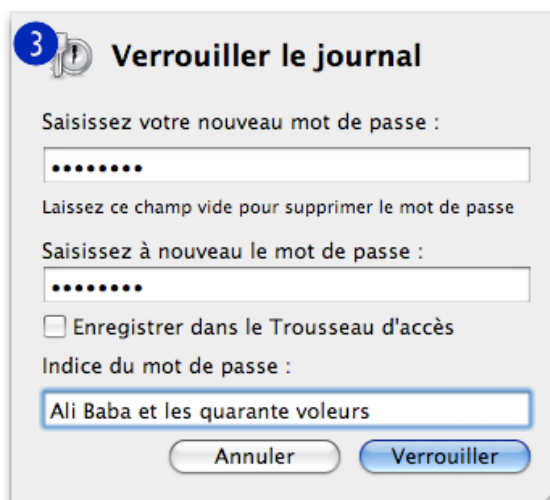 3
Verrouiller le journal
Saisissez votre nouveau mot de passe :
••••••••
Laissez ce champ vide pour supprimer le mot de passe
Saisissez à nouveau le mot de passe :
••••••••
Enregistrer dans le Trousseau d'accès
Indice du mot de passe :
Ali Baba et les quarante voleurs
Annuler Verrouiller